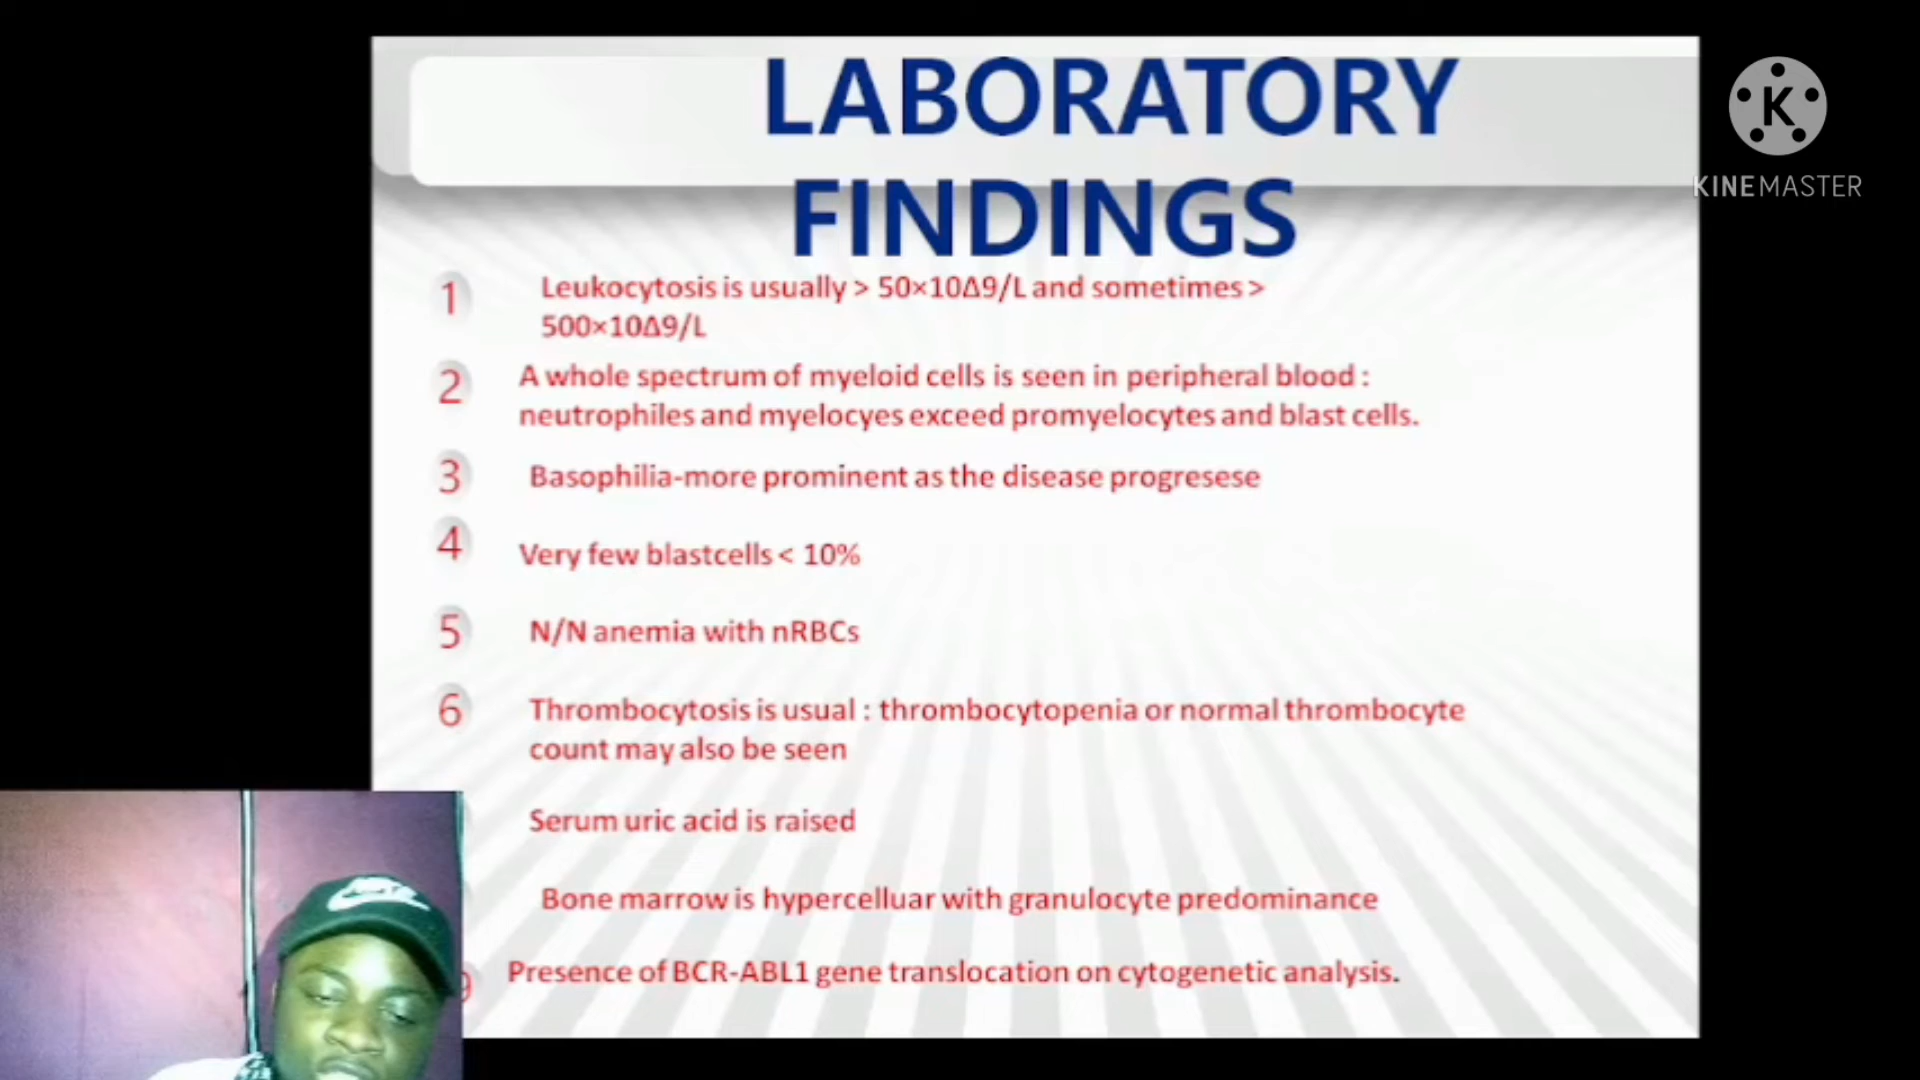 LABORATORY
FINDINGS
K
KINEMASTER
1
Leukocytosis is usually > 50×10Δ9/L and sometimes >
500×10Δ9/L
2
A whole spectrum of myeloid cells is seen in peripheral blood :
neutrophiles and myelocyes exceed promyelocytes and blast cells.
3
Basophilia-more prominent as the disease progresese
4
Very few blastcells < 10%
5
N/N anemia with nRBCs
6
Thrombocytosis is usual : thrombocytopenia or normal thrombocyte
count may also be seen
Serum uric acid is raised
Bone marrow is hypercelluar with granulocyte predominance
9
Presence of BCR-ABL1 gene translocation on cytogenetic analysis.